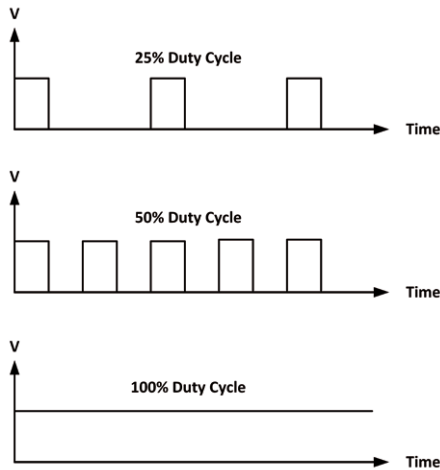 V
25% Duty Cycle
Time
V
50% Duty Cycle
Time
V
100% Duty Cycle
Time